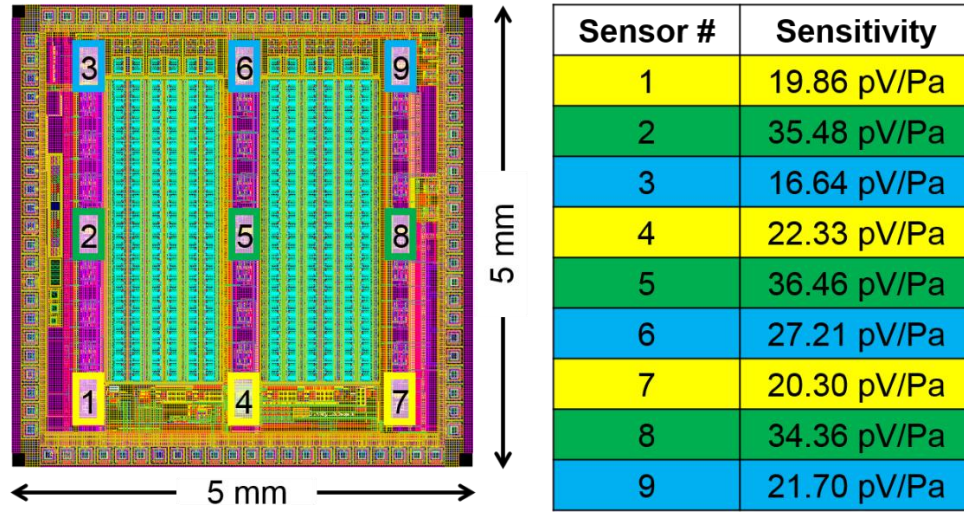 3 6 9
2 5 8
1 4 7
5 mm
5 mm
Sensor # Sensitivity
1 19.86 pV/Pa
2 35.48 pV/Pa
3 16.64 pV/Pa
4 22.33 pV/Pa
5 36.46 pV/Pa
6 27.21 pV/Pa
7 20.30 pV/Pa
8 34.36 pV/Pa
9 21.70 pV/Pa